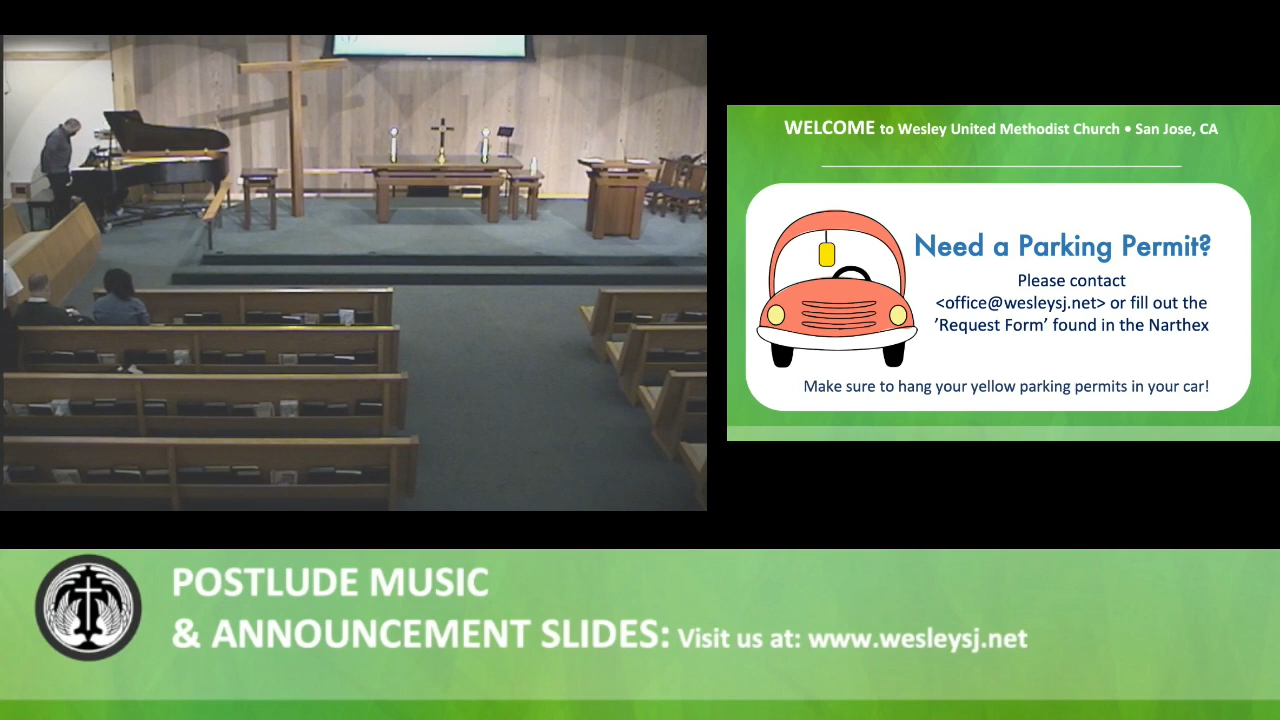 WELCOME to Wesley United Methodist Church • San Jose, CA
Need a Parking Permit?
Please contact
<office@wesleysj.net> or fill out the
’Request Form’ found in the Narthex
Make sure to hang your yellow parking permits in your car!
POSTLUDE MUSIC
& ANNOUNCEMENT SLIDES: Visit us at: www.wesleysj.net